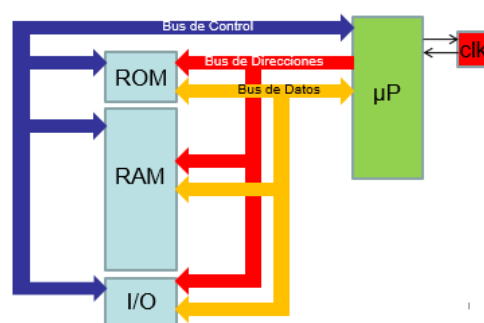 Bus de Control
Bus de Direcciones
Bus de Datos
ROM
RAM
I/O
µP
clk